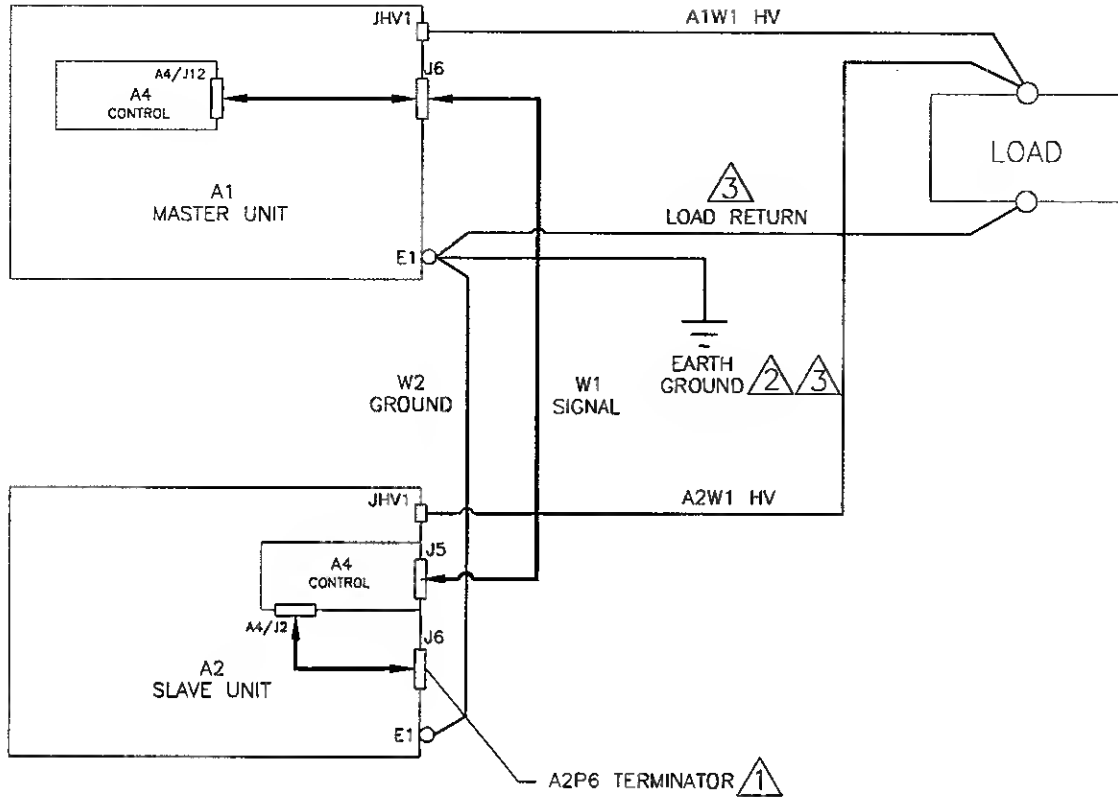 JHV1
A1W1 HV
A4/J12
J6
A4
CONTROL
LOAD
A1
MASTER UNIT
3
LOAD RETURN
E1
EARTH
GROUND 2 3
W2
GROUND
W1
SIGNAL
JHV1
A2W1 HV
J5
A4
CONTROL
A4/J2
J6
A2
SLAVE UNIT
E1
A2P6 TERMINATOR 1